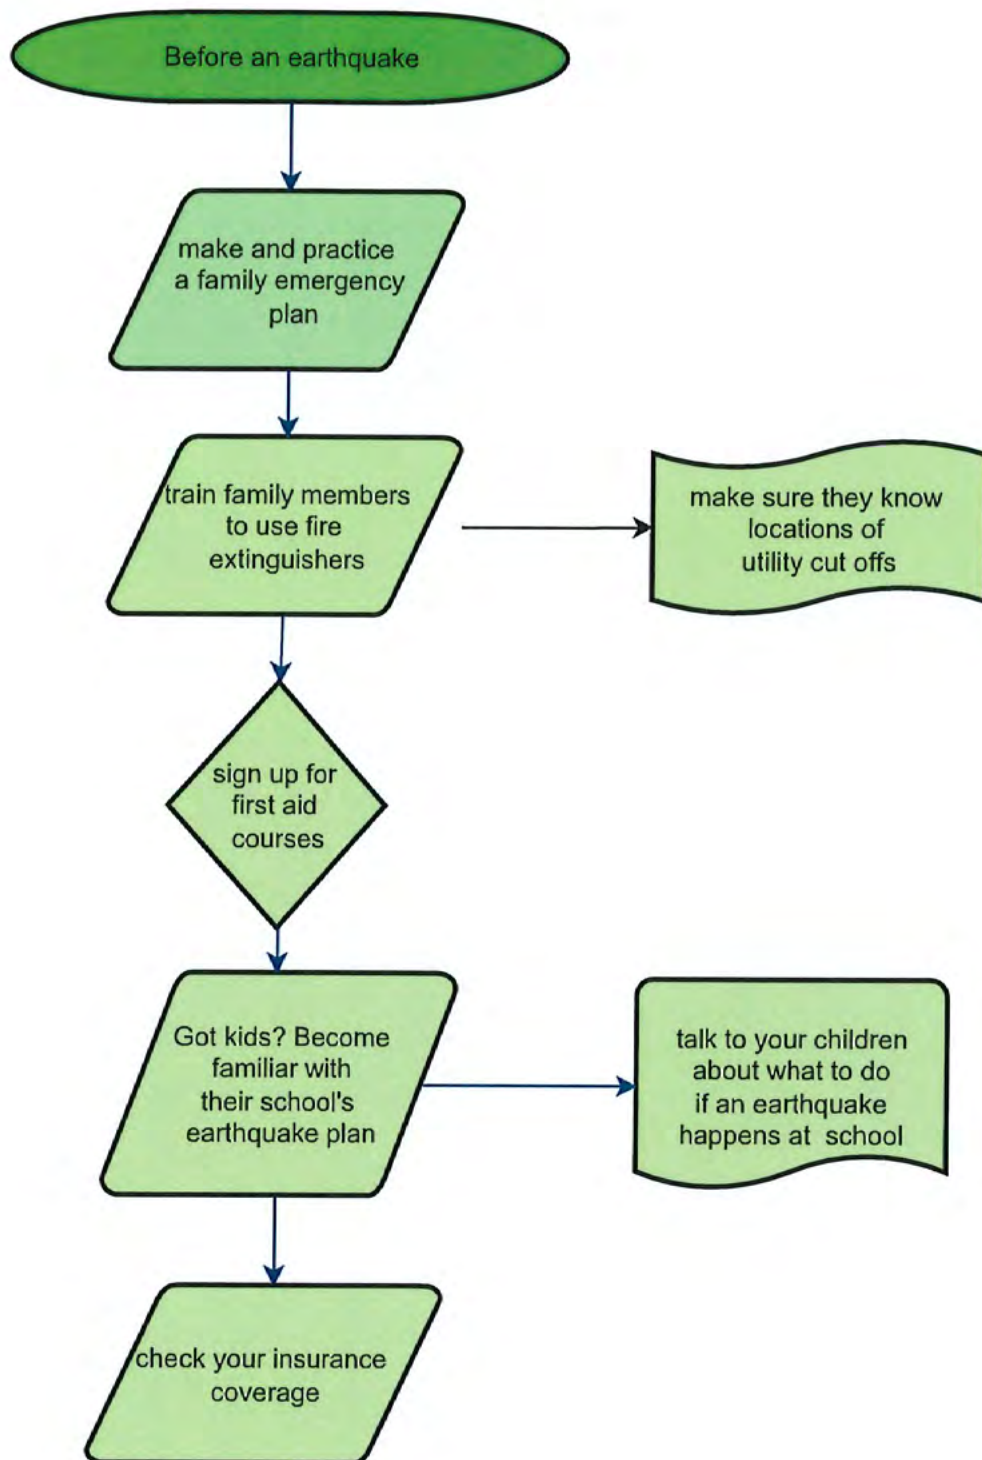 Before an earthquake
make and practice
a family emergency
plan
train family members
to use fire
extinguishers
make sure they know
locations of
utility cut offs
sign up for
first aid
courses
Got kids? Become
familiar with
their school's
earthquake plan
talk to your children
about what to do
if an earthquake
happens at school
check your insurance
coverage